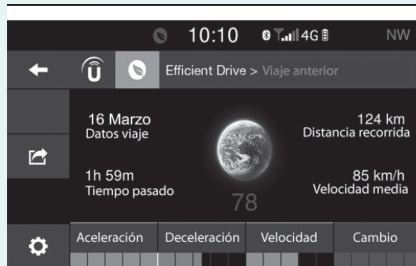 10:10 4G NW
Efficient Drive > Viaje anterior
16 Marzo
Datos viaje
124 km
Distancia recorrida
1h 59m
Tiempo pasado
85 km/h
Velocidad media
78
Aceleración Deceleración Velocidad Cambio